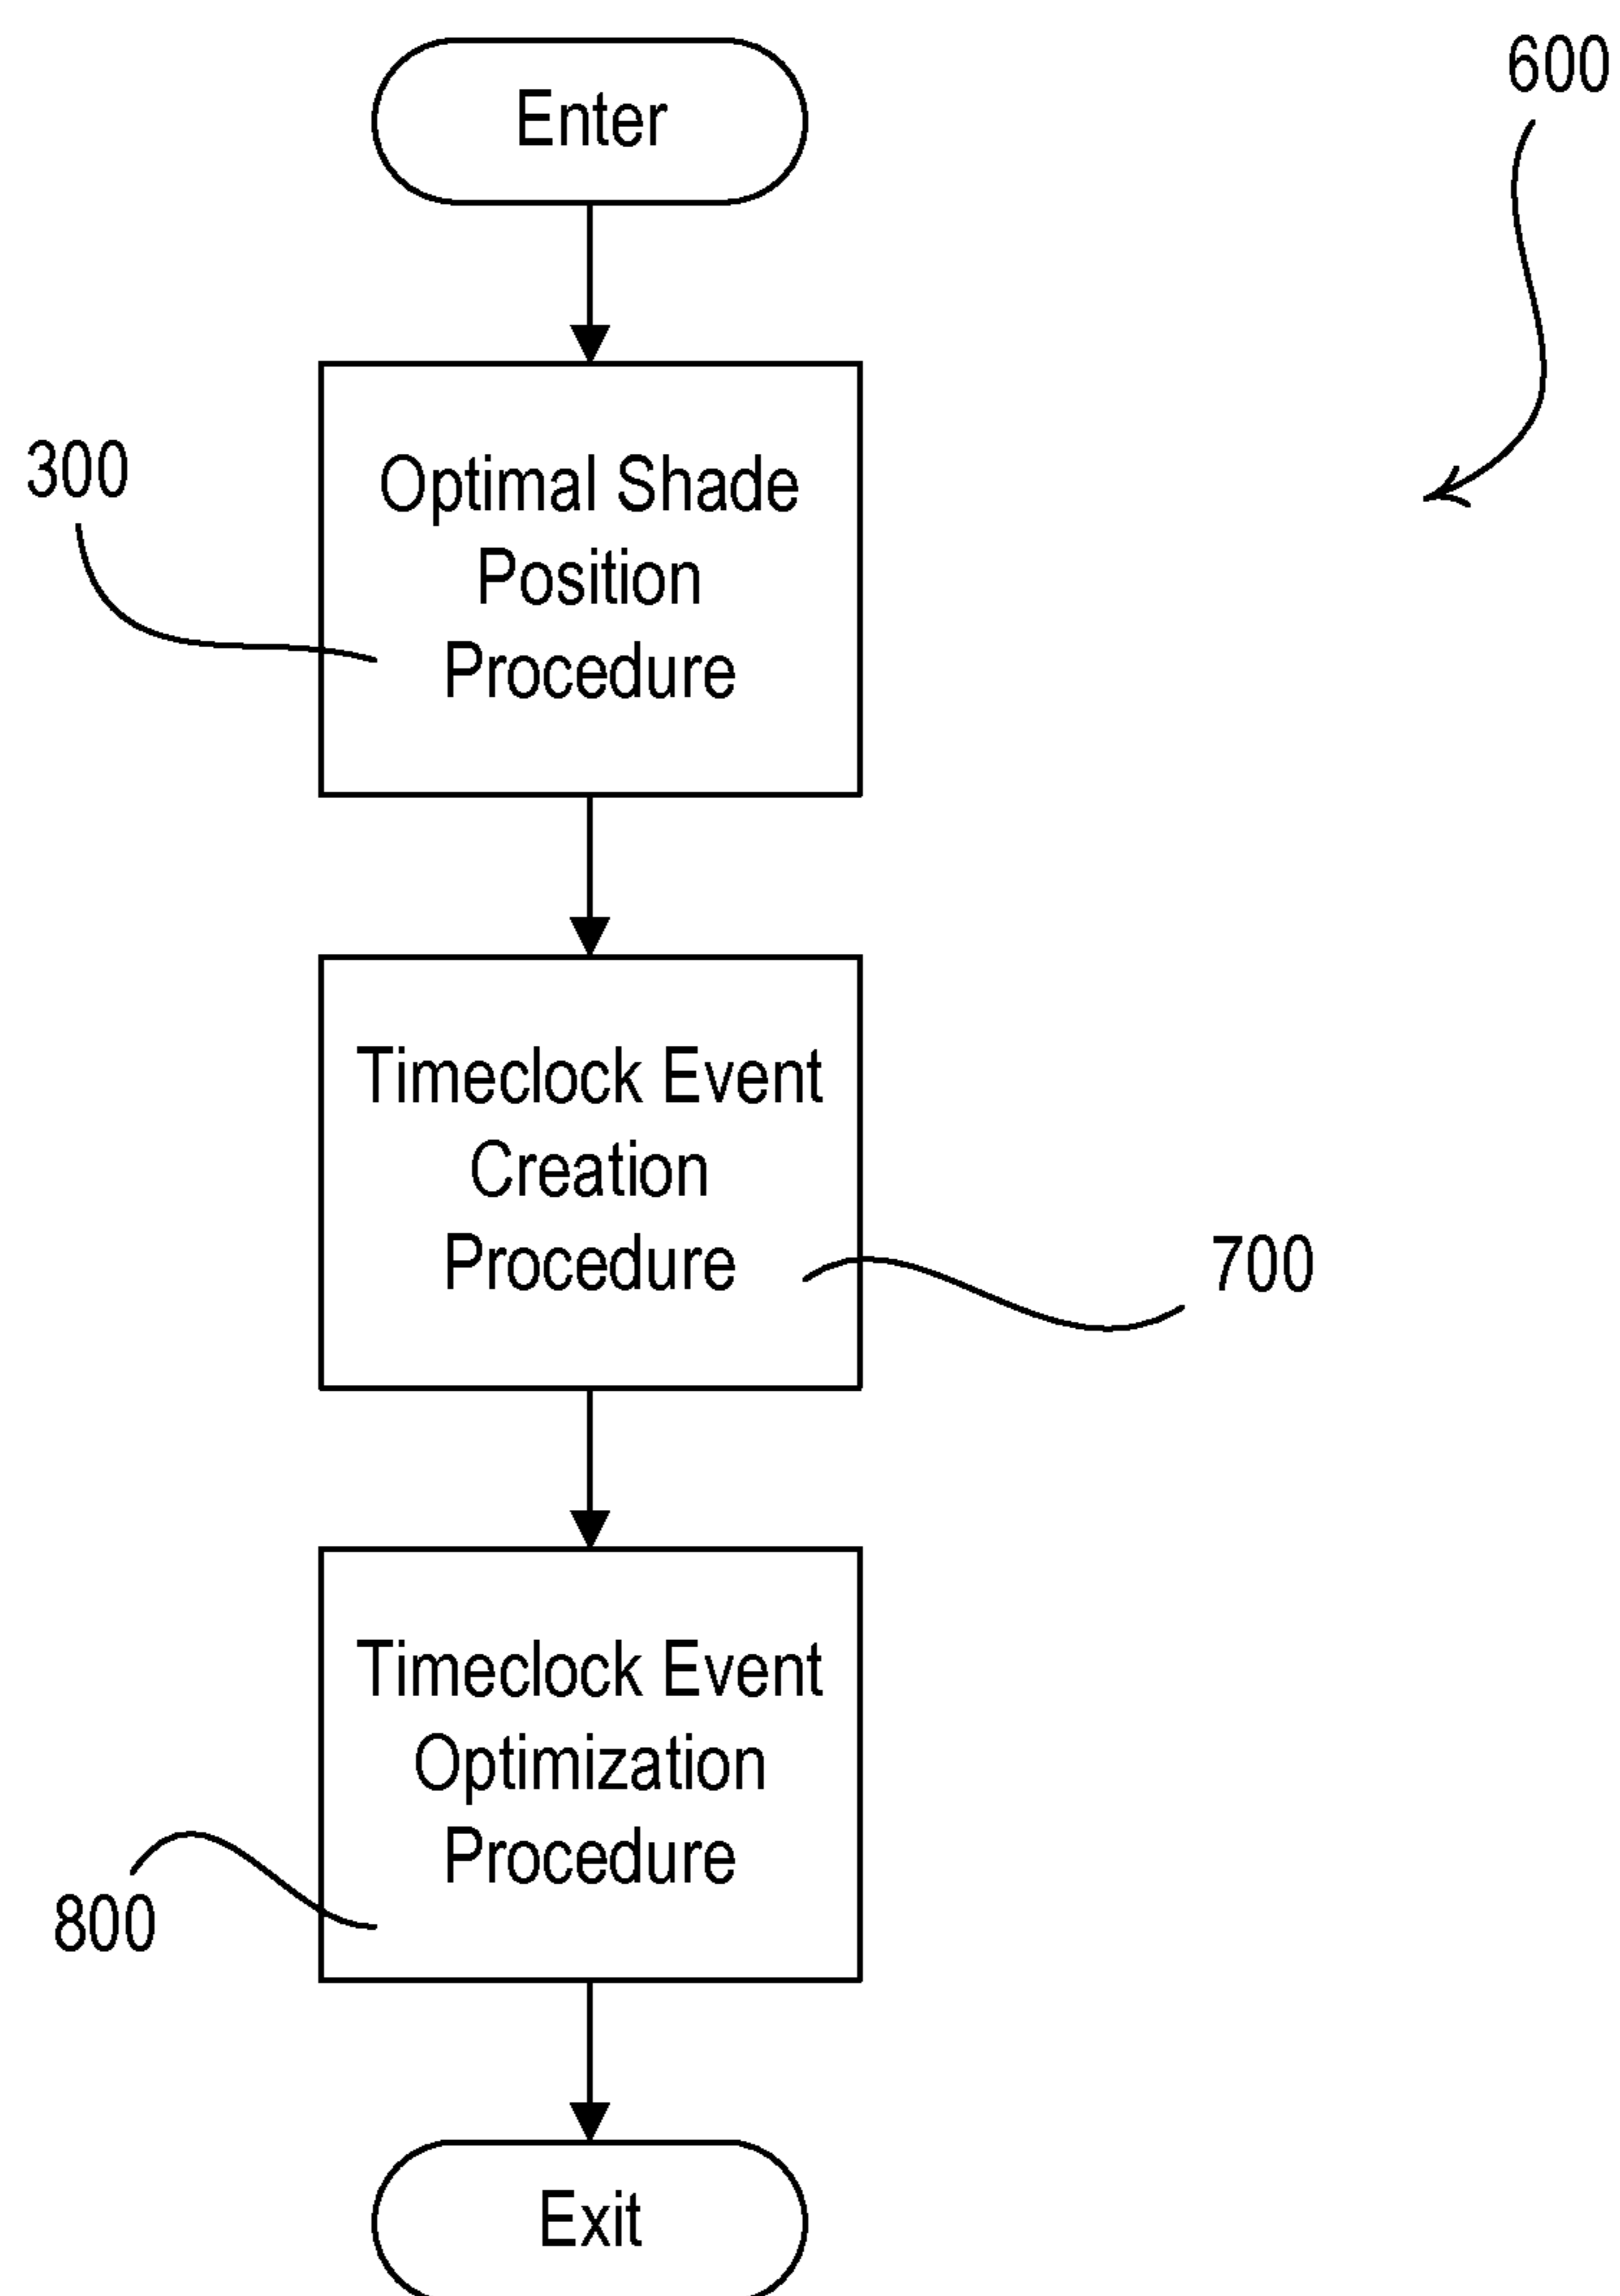 600
Enter
300
Optimal Shade
Position
Procedure
Timeclock Event
Creation
Procedure
700
Timeclock Event
Optimization
Procedure
800
Exit